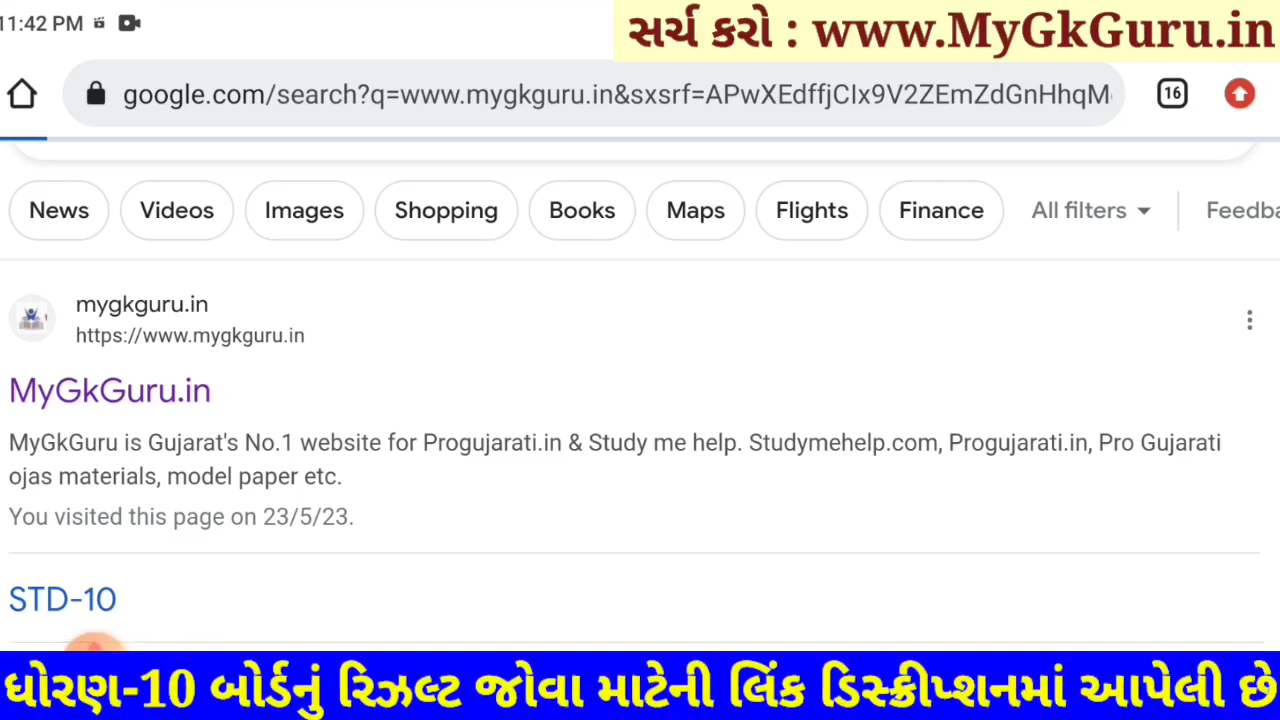 11:42 PM
સર્ચ કરો : www.MyGkGuru.in
google.com/search?q=www.mygkguru.in&sxsrf=APwXEdffjCIx9V2ZEmZdGnHhqM
16
News Videos Images Shopping Books Maps Flights Finance All filters Feedba
mygkguru.in
https://www.mygkguru.in
MyGkGuru.in
MyGkGuru is Gujarat's No.1 website for Progujarati.in & Study me help. Studymehelp.com, Progujarati.in, Pro Gujarati
ojas materials, model paper etc.
You visited this page on 23/5/23.
STD-10
ધોરણ-10 બોર્ડનું રિઝલ્ટ જોવા માટેની લિંક ડિસ્ક્રીપ્શનમાં આપેલી છે